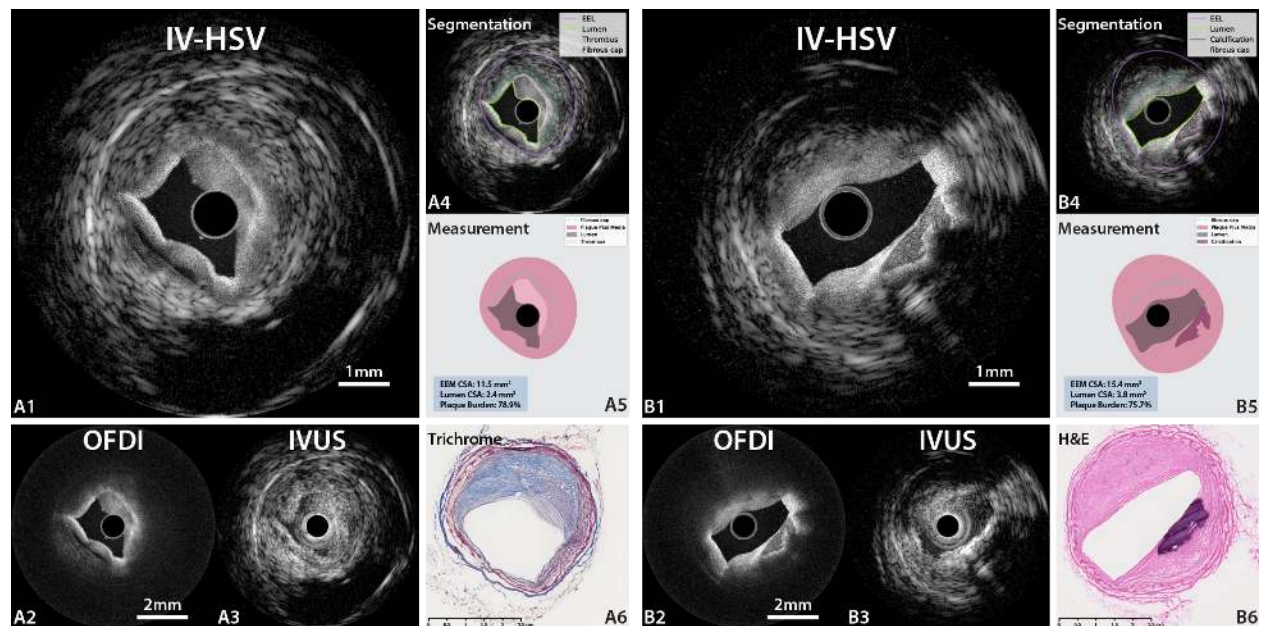 IV-HSV
1mm
A1
Segmentation
EEL
Lumen
Thrombus
Fibrous cap
A4
Measurement
Fibrous cap
Plaque Plus Media
Lumen
Thrombus
EEM CSA: 11.5 mm²
Lumen CSA: 2.4 mm²
Plaque Burden: 78.9%
A5
IV-HSV
1mm
B1
Segmentation
EEL
Lumen
Calcification
fibrous cap
B4
Measurement
Fibrous cap
Plaque Plus Media
Lumen
Calcification
EEM CSA: 15.4 mm²
Lumen CSA: 3.8 mm²
Plaque Burden: 75.7%
B5
OFDI
A2
2mm
IVUS
A3
Trichrome
A6
OFDI
B2
2mm
IVUS
B3
H&E
B6